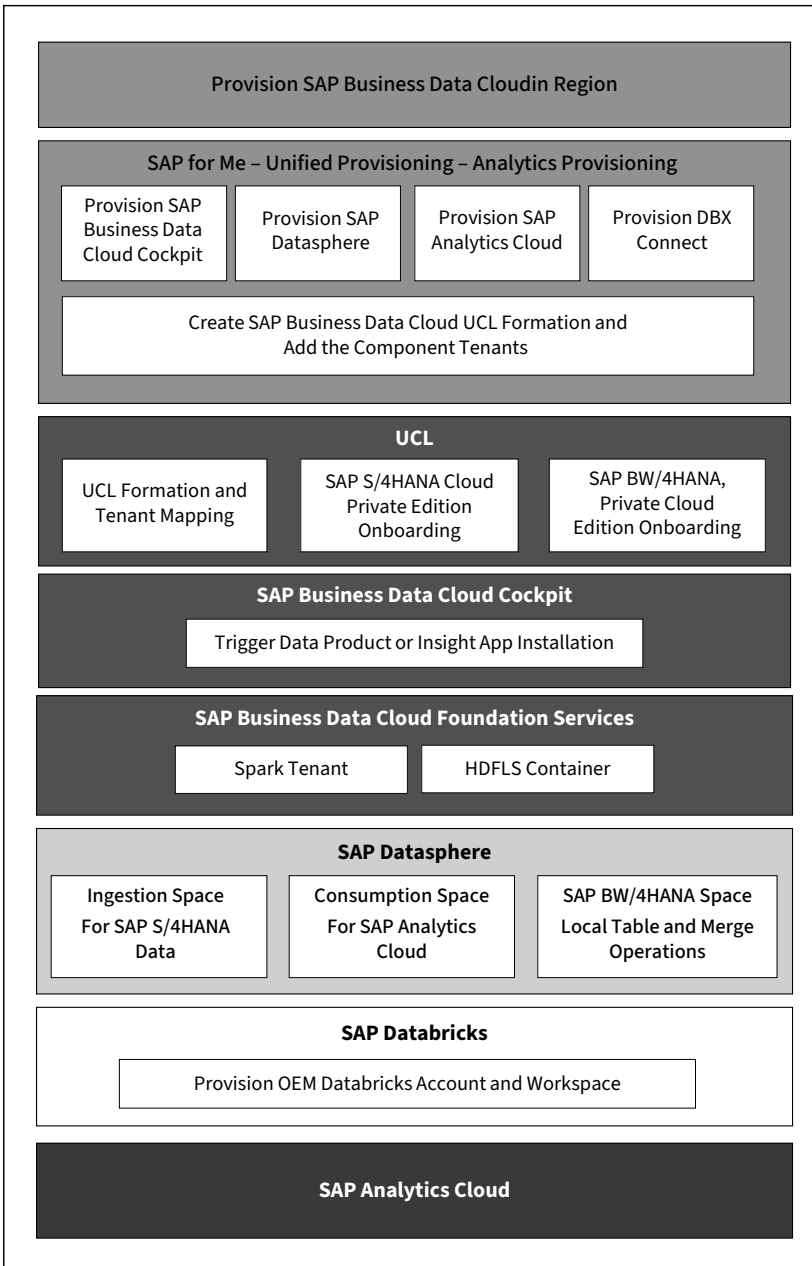 Provision SAP Business Data Cloudin Region
SAP for Me – Unified Provisioning – Analytics Provisioning
Provision SAP
Business Data
Cloud Cockpit
Provision SAP
Datasphere
Provision SAP
Analytics Cloud
Provision DBX
Connect
Create SAP Business Data Cloud UCL Formation and
Add the Component Tenants
UCL
UCL Formation and
Tenant Mapping
SAP S/4HANA Cloud
Private Edition
Onboarding
SAP BW/4HANA,
Private Cloud
Edition Onboarding
SAP Business Data Cloud Cockpit
Trigger Data Product or Insight App Installation
SAP Business Data Cloud Foundation Services
Spark Tenant
HDFLS Container
SAP Datasphere
Ingestion Space
For SAP S/4HANA
Data
Consumption Space
For SAP Analytics
Cloud
SAP BW/4HANA Space
Local Table and Merge
Operations
SAP Databricks
Provision OEM Databricks Account and Workspace
SAP Analytics Cloud